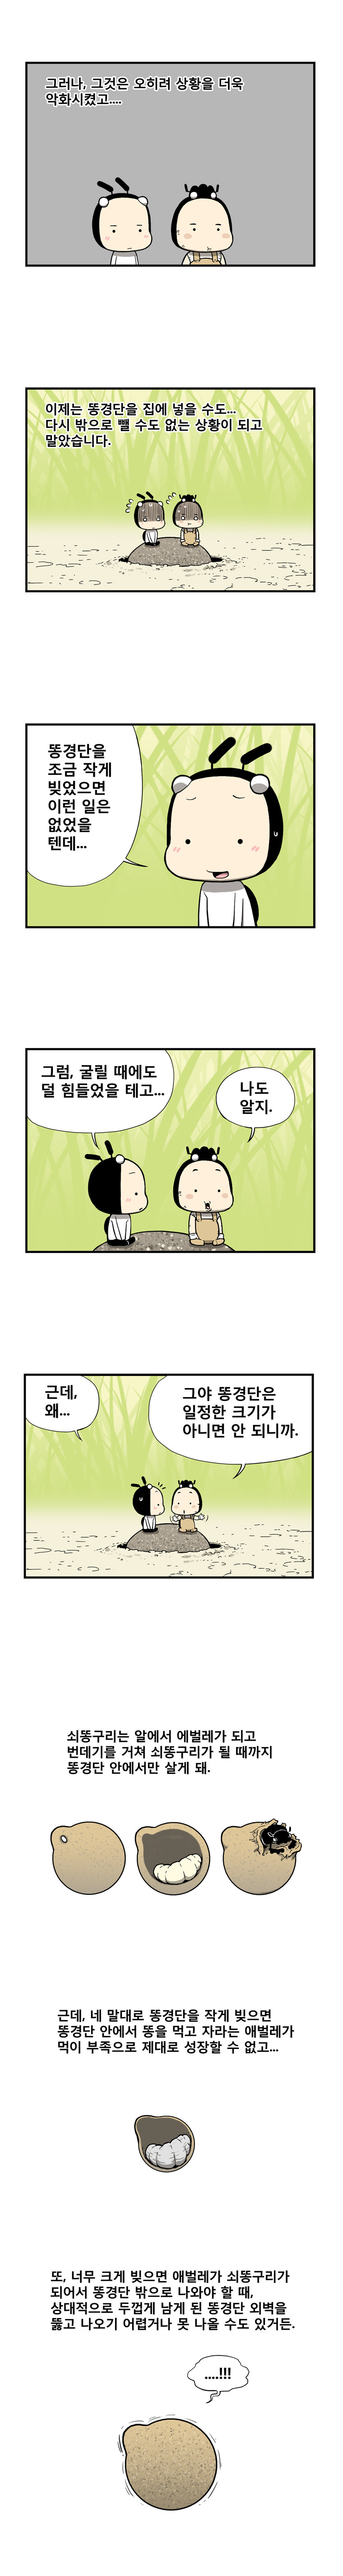 그러나, 그것은 오히려 상황을 더욱
악화시켰고....
이제는 똥경단을 집에 넣을 수도...
다시 밖으로 뺄 수도 없는 상황이 되고
말았습니다.
똥경단을
조금 작게
빚었으면
이런 일은
없었을
텐데...
그럼, 굴릴 때에도
덜 힘들었을 테고...
나도
알지.
근데,
왜...
그야 똥경단은
일정한 크기가
아니면 안 되니까.
쇠똥구리는 알에서 에벌레가 되고
번데기를 거쳐 쇠똥구리가 될 때까지
똥경단 안에서만 살게 돼.
근데, 네 말대로 똥경단을 작게 빚으면
똥경단 안에서 똥을 먹고 자라는 애벌레가
먹이 부족으로 제대로 성장할 수 없고...
또, 너무 크게 빚으면 애벌레가 쇠똥구리가
되어서 똥경단 밖으로 나와야 할 때,
상대적으로 두껍게 남게 된 똥경단 외벽을
뚫고 나오기 어렵거나 못 나올 수도 있거든.
....!!!